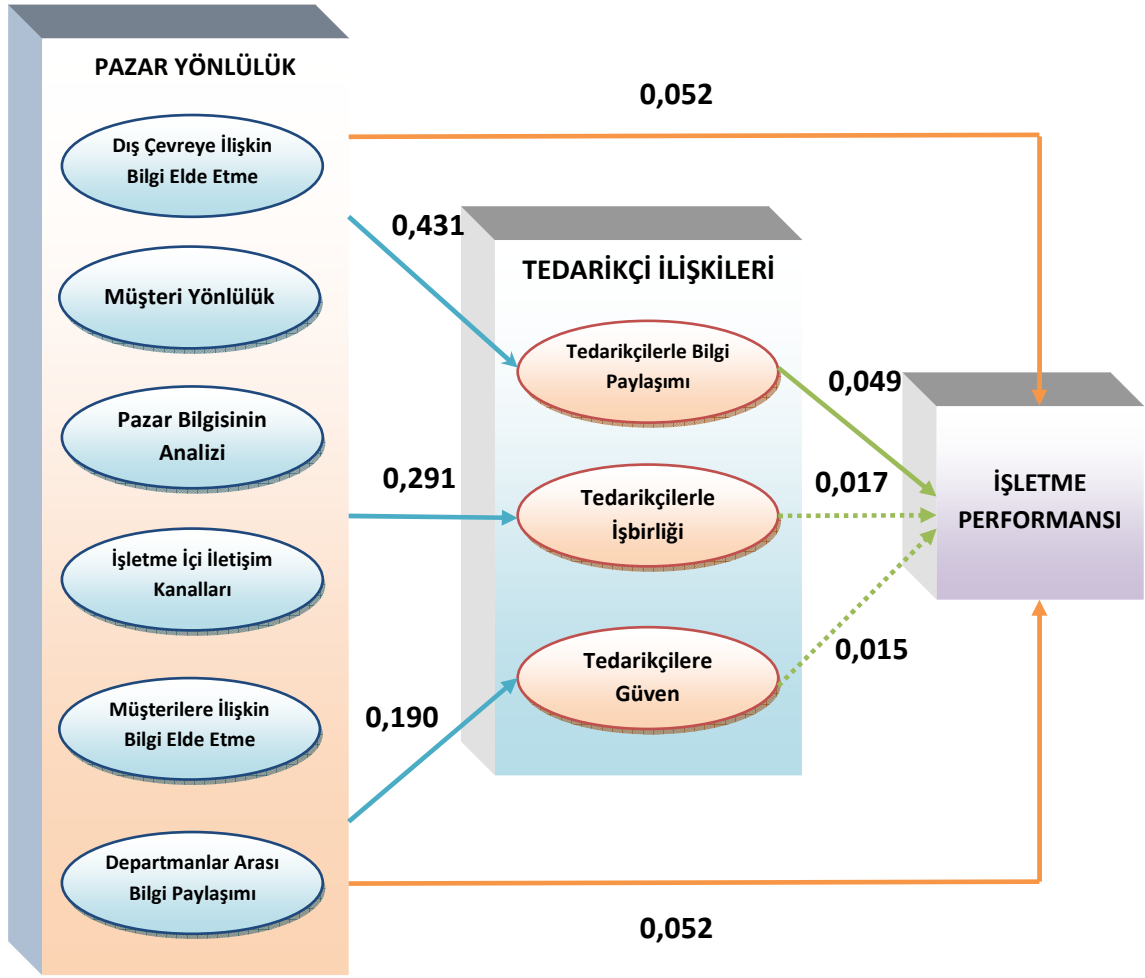 PAZAR YÖNLÜLÜK
Dış Çevreye İlişkin
Bilgi Elde Etme
Müşteri Yönlülük
Pazar Bilgisinin
Analizi
İşletme İçi İletişim
Kanalları
Müşterilere İlişkin
Bilgi Elde Etme
Departmanlar Arası
Bilgi Paylaşımı
0,052
0,431
0,291
0,190
0,052
TEDARİKÇİ İLİŞKİLERİ
Tedarikçilerle Bilgi
Paylaşımı
Tedarikçilerle
İşbirliği
Tedarikçilere
Güven
0,049
0,017
0,015
İŞLETME
PERFORMANSI